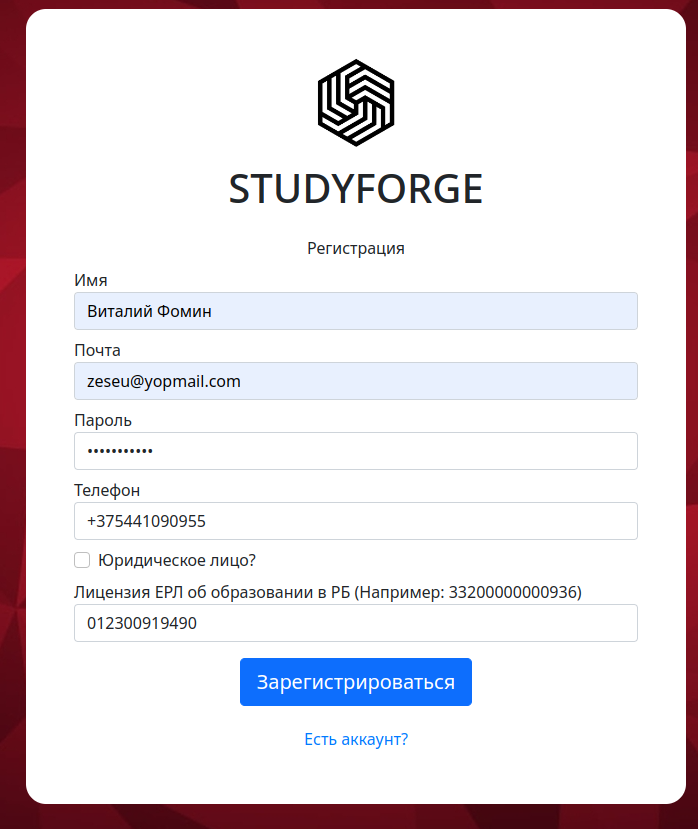 STUDYFORGE
Регистрация
Имя
Виталий Фомин
Почта
zeseu@yopmail.com
Пароль
•••••••••••
Телефон
+375441090955
Юридическое лицо?
Лицензия ЕРЛ об образовании в РБ (Например: 33200000000936)
012300919490
Зарегистрироваться
Есть аккаунт?